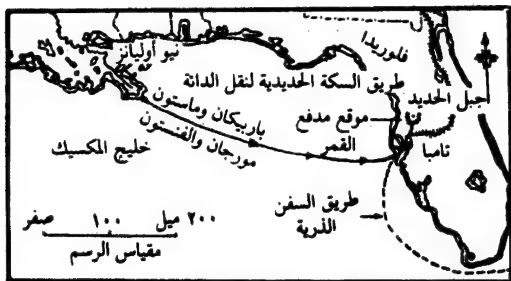 نيو أوليانز
فلوريدا
طريق السكة الحديدية لنقل الدانة
جبل الحديد
باربيكان وماستون
موقع مدفع
القمر
مورجان والفنستون
تامبا
خليج المكسيك
طريق السفن
الذرية
صفر ١٠٠ ٢٠٠ ميل
مقياس الرسم